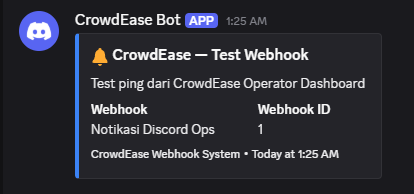 CrowdEase Bot APP 1:25 AM
🔔 CrowdEase — Test Webhook
Test ping dari CrowdEase Operator Dashboard
Webhook Webhook ID
Notikasi Discord Ops 1
CrowdEase Webhook System • Today at 1:25 AM